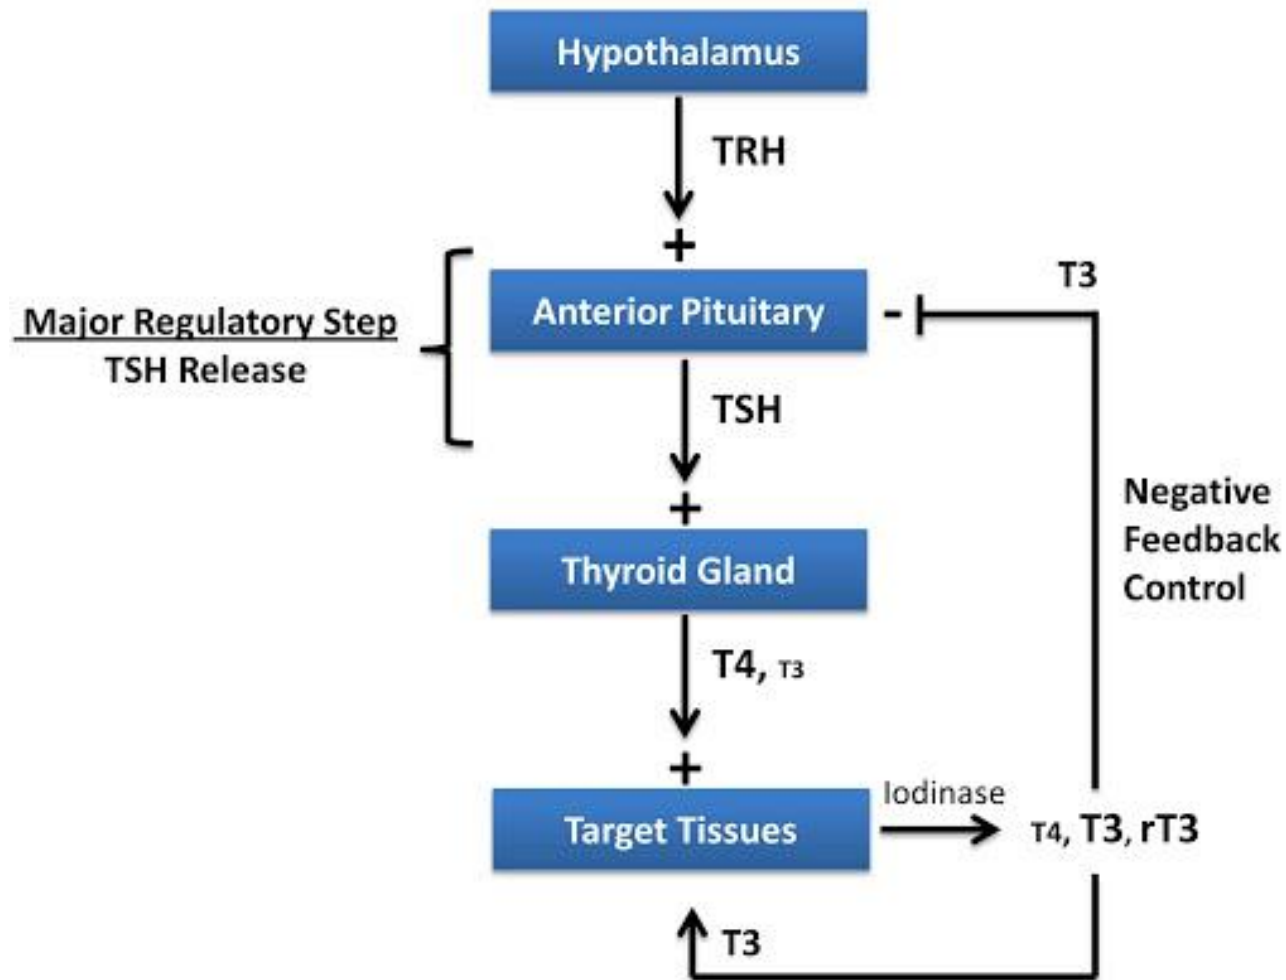 Hypothalamus
TRH
+
T3
Anterior Pituitary
-
Major Regulatory Step
TSH Release
TSH
+
Negative
Feedback
Control
Thyroid Gland
T4, T3
+
Iodinase
Target Tissues
T4, T3, rT3
T3